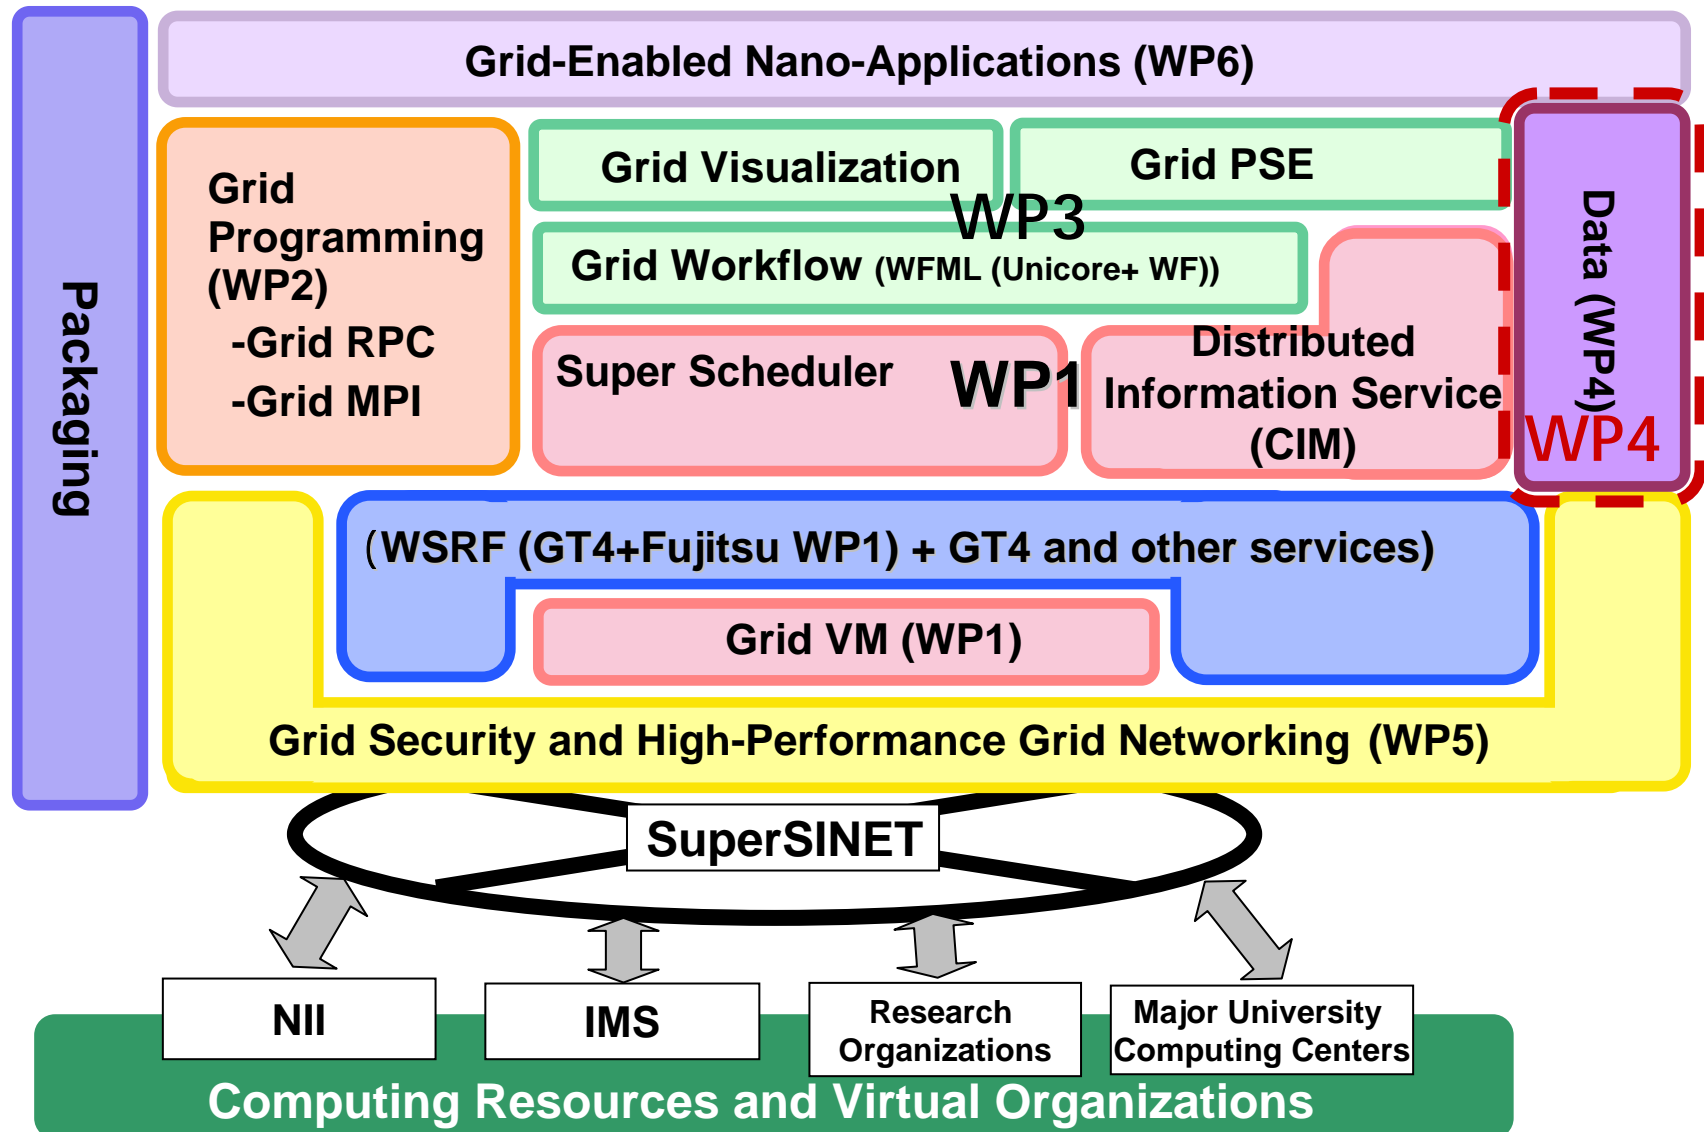 Packaging
Grid-Enabled Nano-Applications (WP6)
Grid
Programming
(WP2)
-Grid RPC
-Grid MPI
Grid Visualization
Grid PSE
WP3
Grid Workflow (WFML (Unicore+ WF))
Super Scheduler
WP1
Distributed
Information Service
(CIM)
Data (WP4)
WP4
(WSRF (GT4+Fujitsu WP1) + GT4 and other services)
Grid VM (WP1)
Grid Security and High-Performance Grid Networking (WP5)
SuperSINET
NII
IMS
Research
Organizations
Major University
Computing Centers
Computing Resources and Virtual Organizations